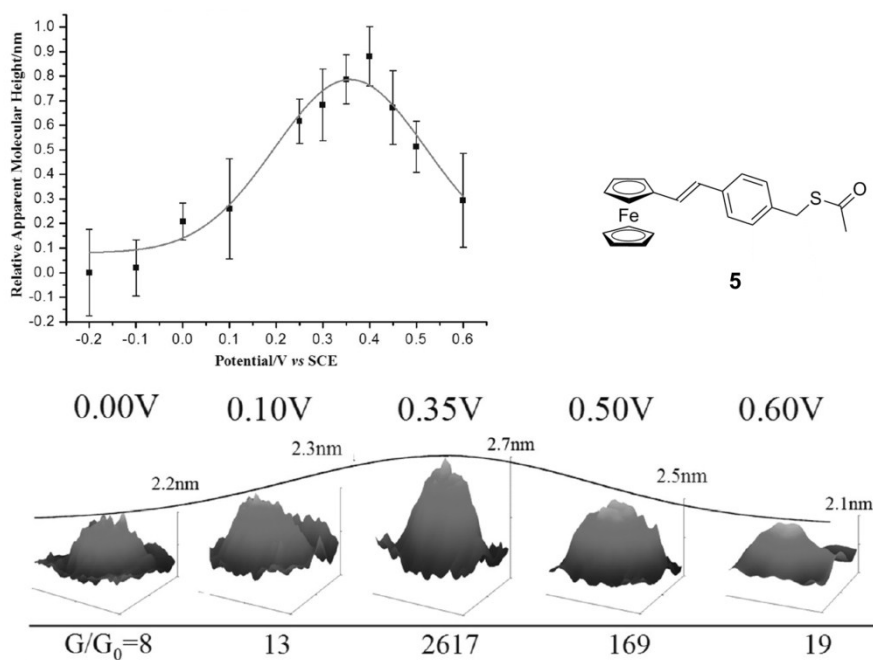 Relative Apparent Molecular Height/nm
1.0
0.9
0.8
0.7
0.6
0.5
0.4
0.3
0.2
0.1
0.0
-0.1
-0.2
-0.2 -0.1 0.0 0.1 0.2 0.3 0.4 0.5 0.6
Potential/V vs SCE
Fe
S
O
5
0.00V 0.10V 0.35V 0.50V 0.60V
2.2nm 2.3nm 2.7nm 2.5nm 2.1nm
G/G₀=8 13 2617 169 19